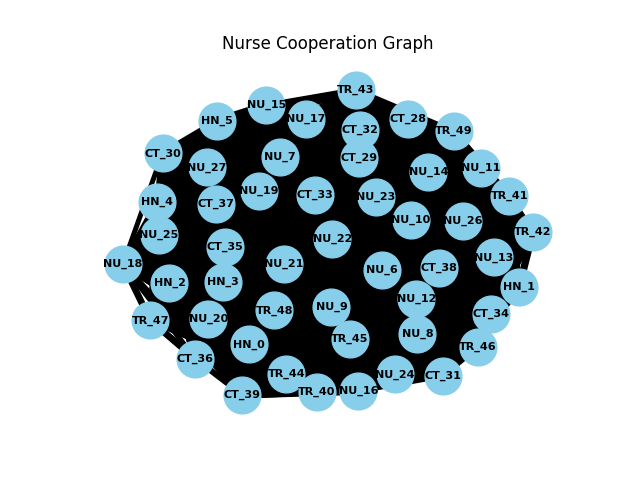 Nurse Cooperation Graph
TR_43
NU_15
HN_5
NU_17
CT_28
CT_32
TR_49
CT_30
NU_7
CT_29
NU_27
NU_11
NU_14
NU_19
CT_33
TR_41
NU_23
HN_4
CT_37
NU_10
NU_26
TR_42
NU_25
NU_22
CT_35
NU_13
NU_18
NU_21
CT_38
NU_6
HN_2
HN_3
HN_1
NU_12
NU_9
TR_48
CT_34
TR_47
NU_20
NU_8
TR_45
HN_0
TR_46
CT_36
TR_44
NU_24
CT_31
NU_16
TR_40
CT_39